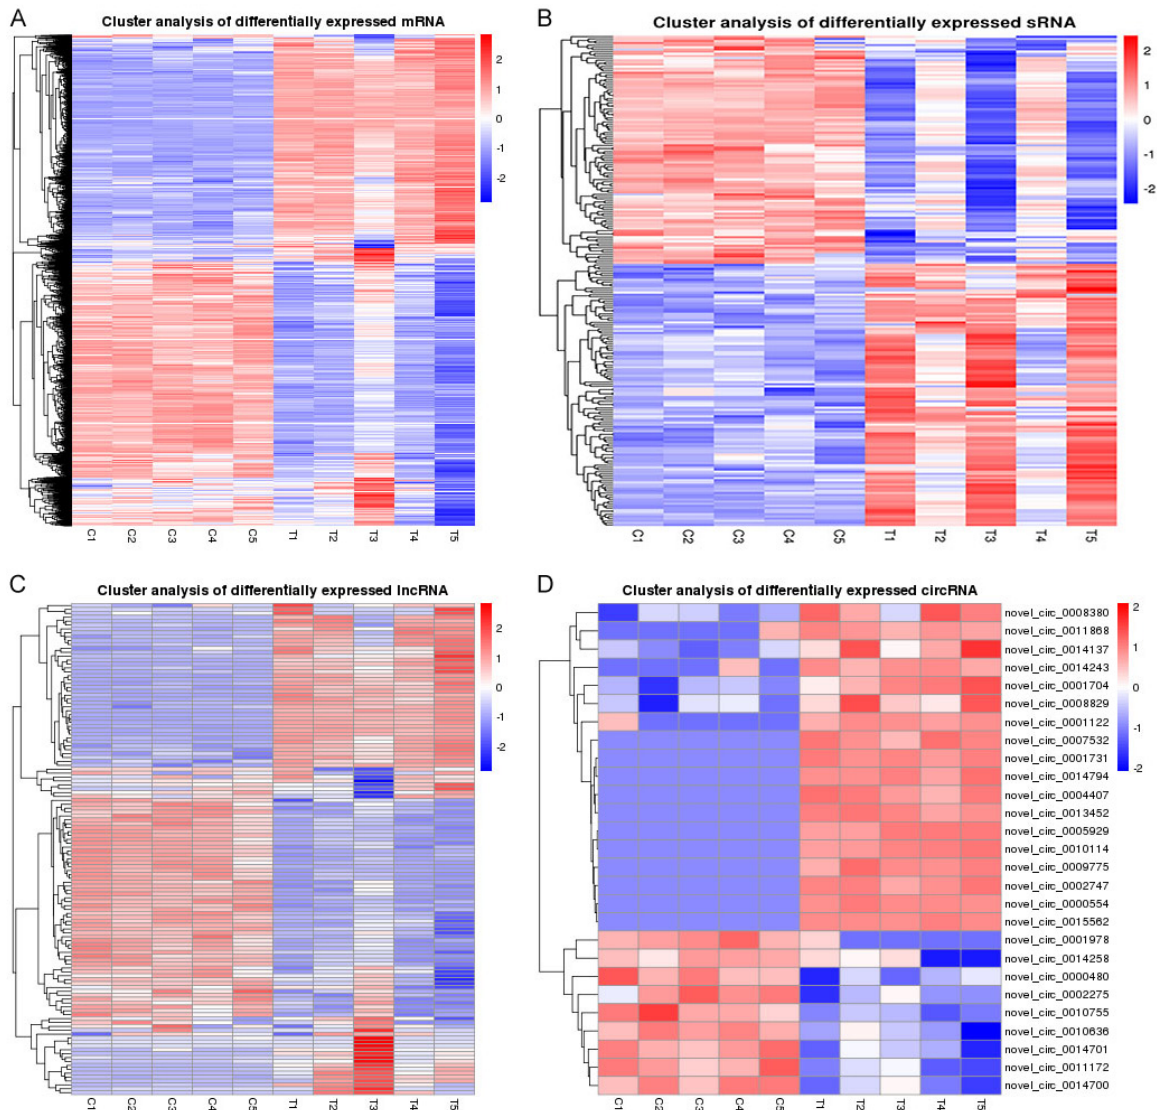 A
Cluster analysis of differentially expressed mRNA
2
1
0
-1
-2
C1 C2 C3 C4 C5 T1 T2 T3 T4 T5
B
Cluster analysis of differentially expressed sRNA
2
1
0
-1
-2
C1 C2 C3 C4 C5 T1 T2 T3 T4 T5
C
Cluster analysis of differentially expressed lncRNA
2
1
0
-1
-2
C1 C2 C3 C4 C5 T1 T2 T3 T4 T5
D
Cluster analysis of differentially expressed circRNA
2
1
0
-1
-2
novel_circ_0008380
novel_circ_0011868
novel_circ_0014137
novel_circ_0014243
novel_circ_0001704
novel_circ_0008829
novel_circ_0001122
novel_circ_0007532
novel_circ_0001731
novel_circ_0014794
novel_circ_0004407
novel_circ_0013452
novel_circ_0005929
novel_circ_0010114
novel_circ_0009775
novel_circ_0002747
novel_circ_0000554
novel_circ_0015562
novel_circ_0001978
novel_circ_0014258
novel_circ_0000480
novel_circ_0002275
novel_circ_0010755
novel_circ_0010636
novel_circ_0014701
novel_circ_0011172
novel_circ_0014700
C1 C2 C3 C4 C5 T1 T2 T3 T4 T5